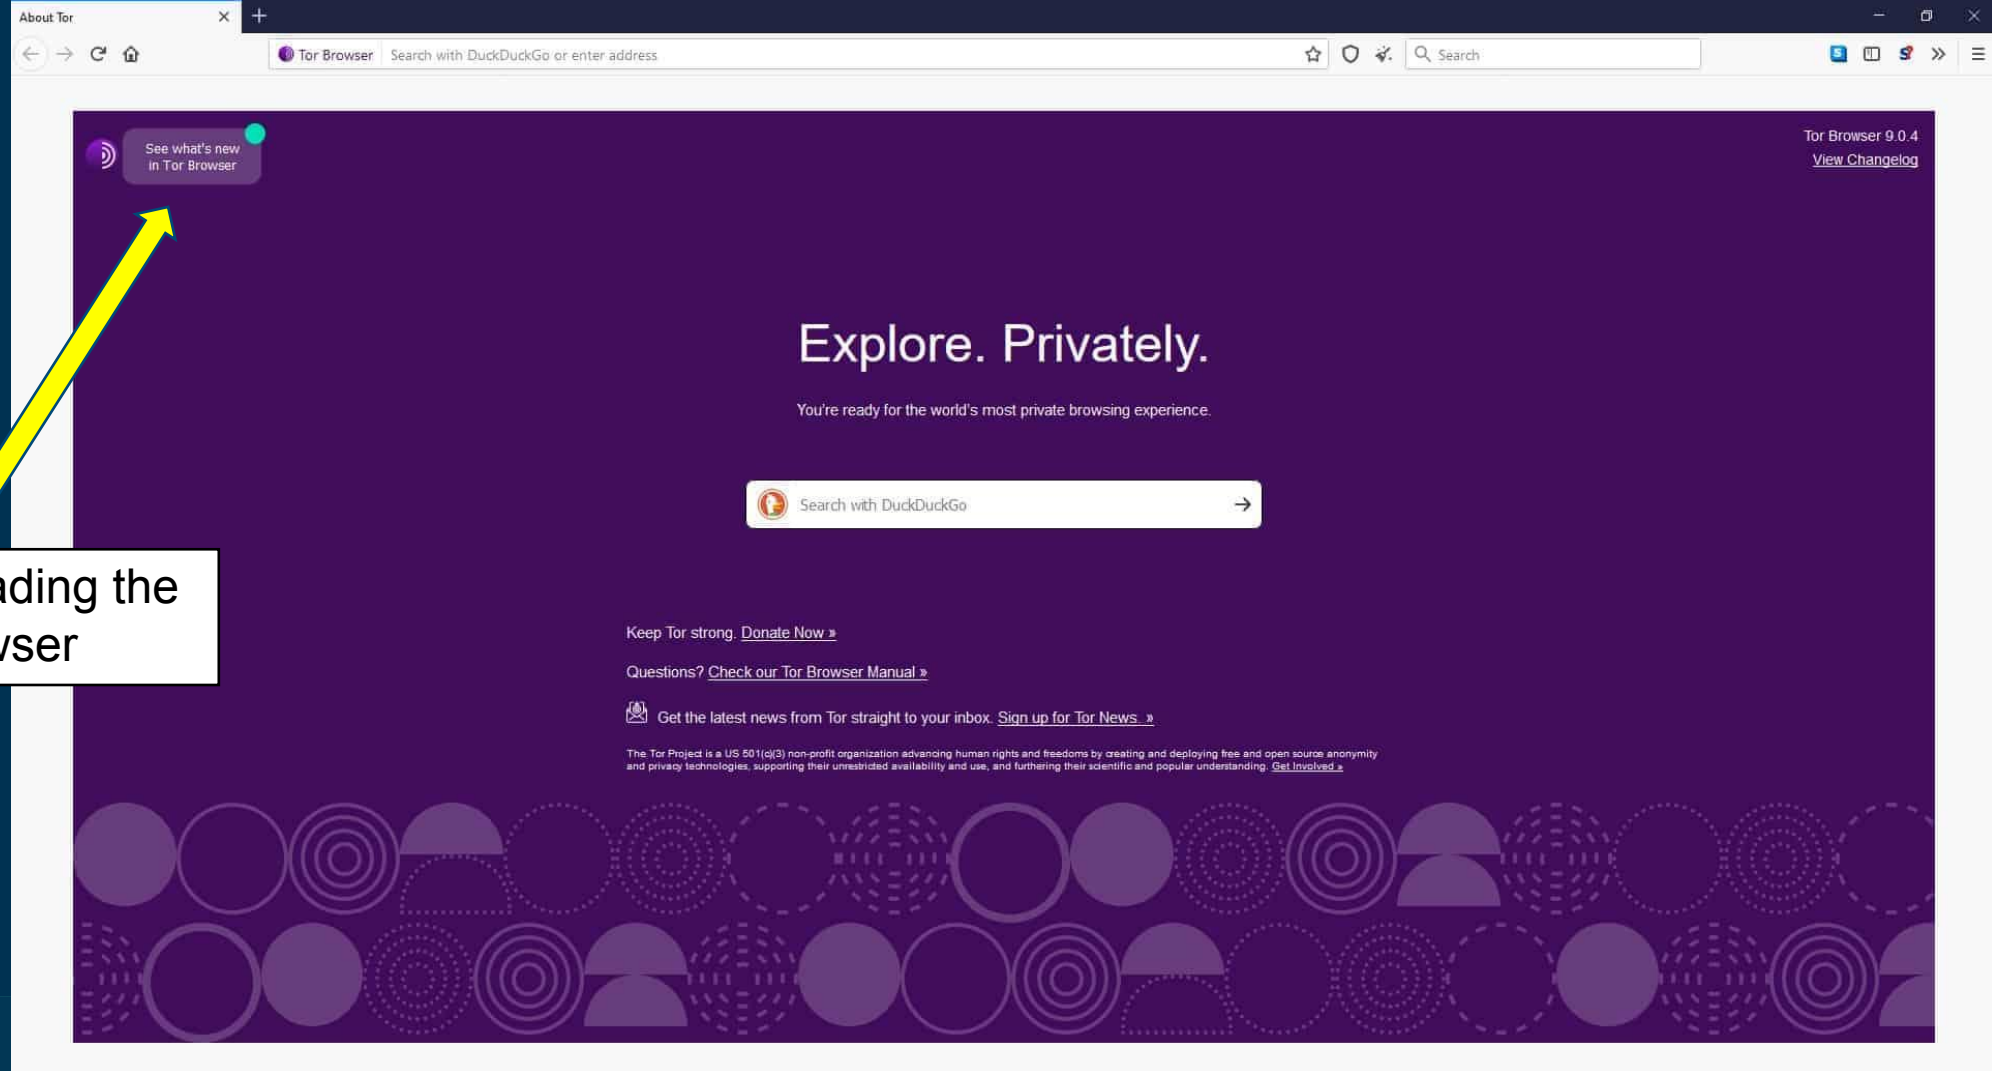 About Tor
Tor Browser Search with DuckDuckGo or enter address
Search
See what's new
in Tor Browser
Tor Browser 9.0.4
View Changelog
Explore. Privately.
You're ready for the world's most private browsing experience.
Search with DuckDuckGo
ading the
wser
Keep Tor strong. Donate Now »
Questions? Check our Tor Browser Manual »
Get the latest news from Tor straight to your inbox. Sign up for Tor News. »
The Tor Project is a US 501(c)(3) non-profit organization advancing human rights and freedoms by creating and deploying free and open source anonymity
and privacy technologies, supporting their unrestricted availability and use, and furthering their scientific and popular understanding. Get Involved »